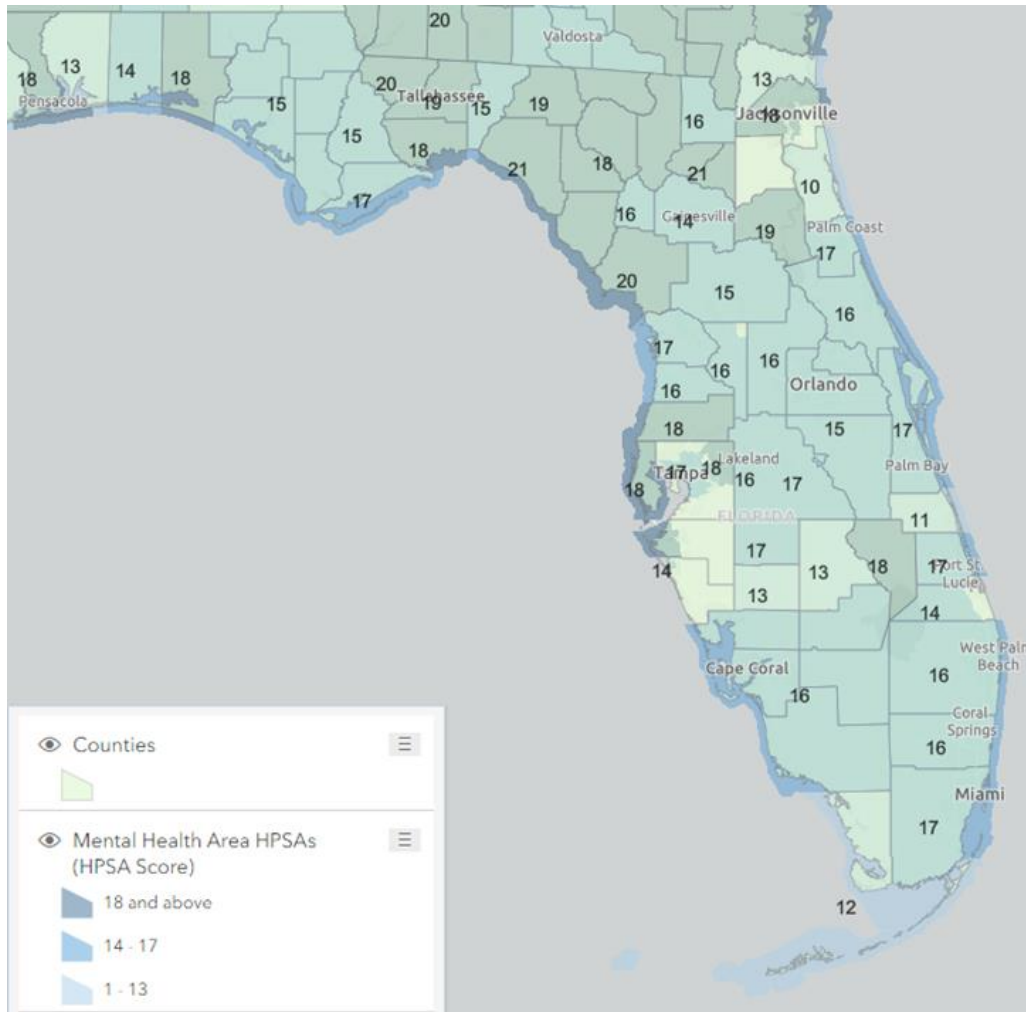 20
Valdosta
18
13
14
18
Pensacola
20
Tallahassee
19
15
19
13
Jacksonville
18
15
15
16
18
21
18
21
10
17
16
Gainesville
14
19
Palm Coast
17
20
15
16
17
16
16
16
Orlando
18
15
17
Tampa
17
18
Lakeland
16
17
Palm Bay
18
FLORIDA
11
14
17
13
18
17
Port St.
Lucie
13
14
Cape Coral
16
16
West Palm
Beach
Coral
Springs
16
Miami
17
12
Counties
Mental Health Area HPSAs
(HPSA Score)
18 and above
14 - 17
1 - 13